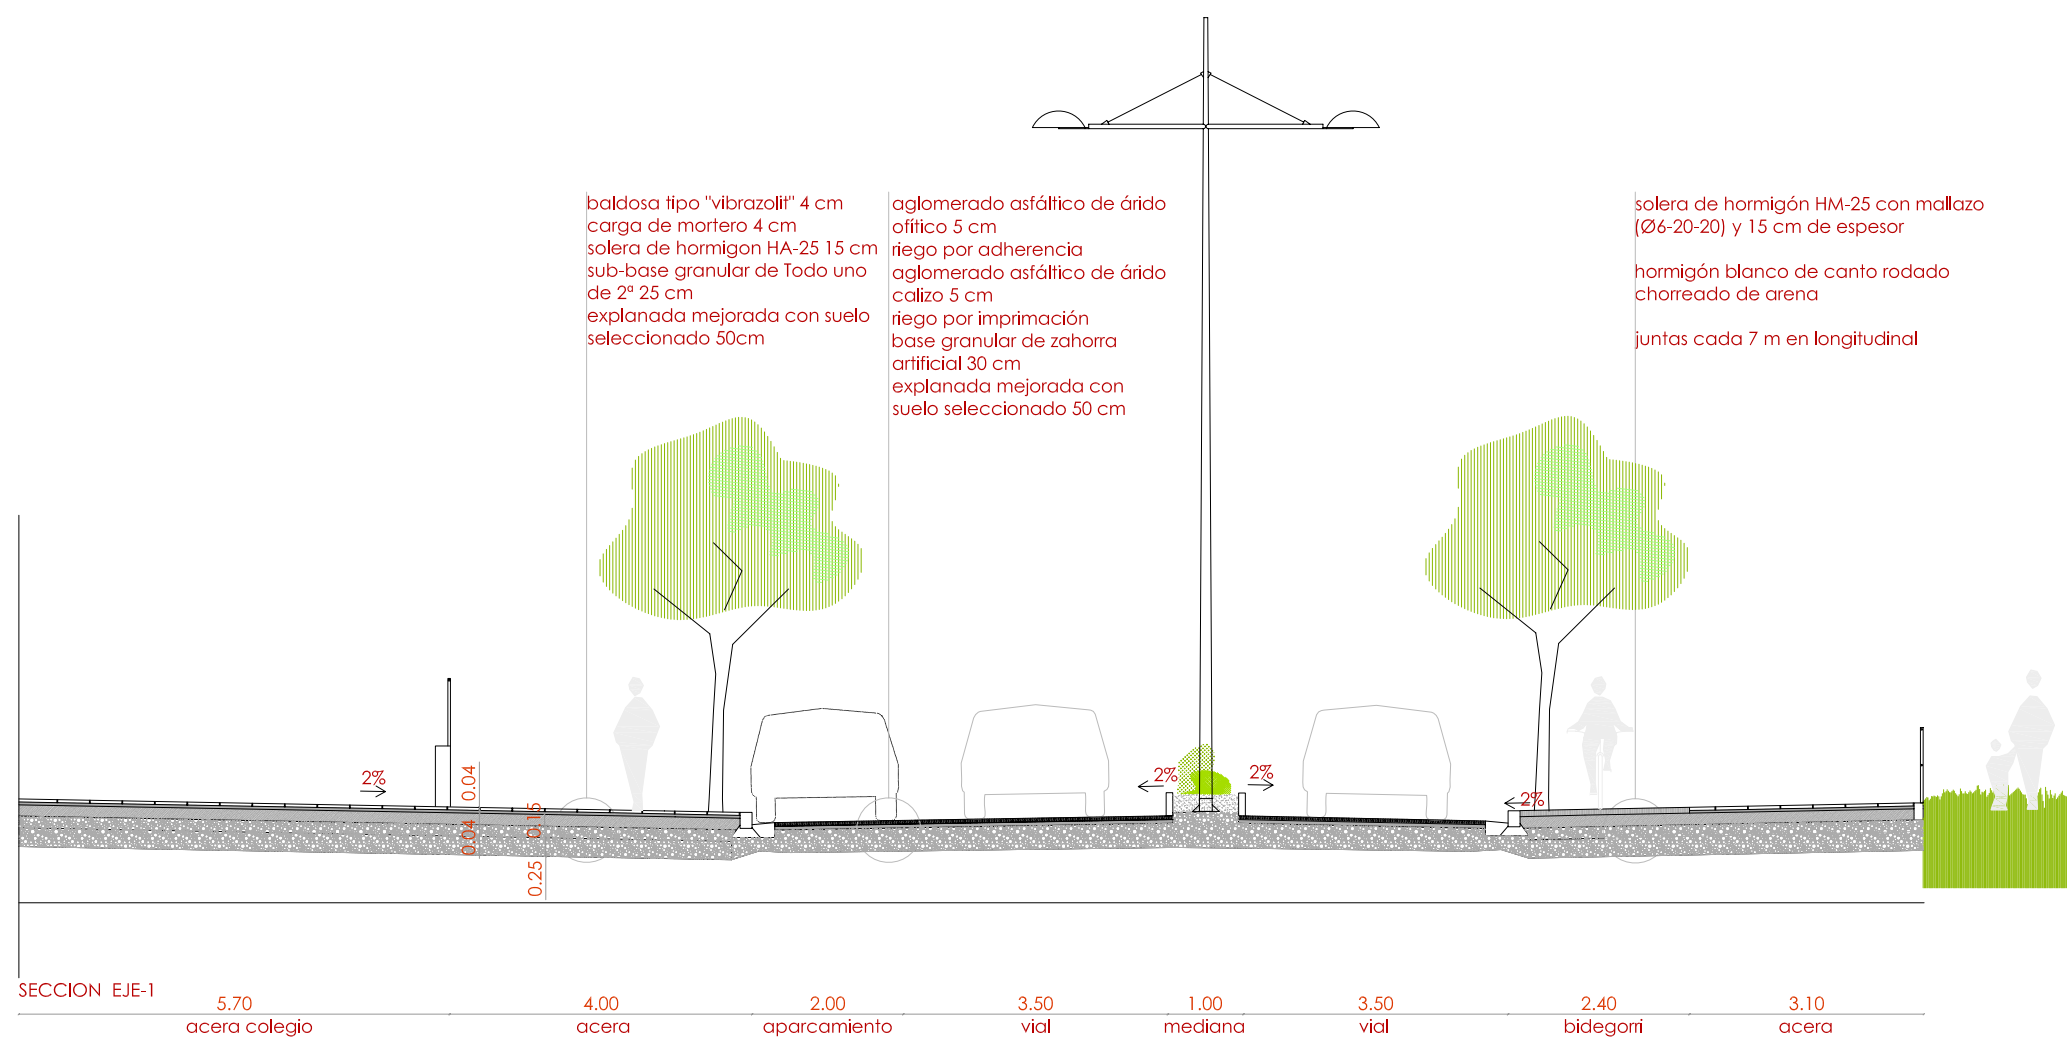 baldosa tipo "vibrazolit" 4 cm
carga de mortero 4 cm
solera de hormigon HA-25 15 cm
sub-base granular de Todo uno
de 2ª 25 cm
explanada mejorada con suelo
seleccionado 50cm
aglomerado asfáltico de árido
ofítico 5 cm
riego por adherencia
aglomerado asfáltico de árido
calizo 5 cm
riego por imprimación
base granular de zahorra
artificial 30 cm
explanada mejorada con
suelo seleccionado 50 cm
solera de hormigón HM-25 con mallazo
(Ø6-20-20) y 15 cm de espesor
hormigón blanco de canto rodado
chorreado de arena
juntas cada 7 m en longitudinal
2%
0.04
0.04
0.15
0.25
2%
2%
2%
SECCION EJE-1
5.70
acera colegio
4.00
acera
2.00
aparcamiento
3.50
vial
1.00
mediana
3.50
vial
2.40
bidegorri
3.10
acera